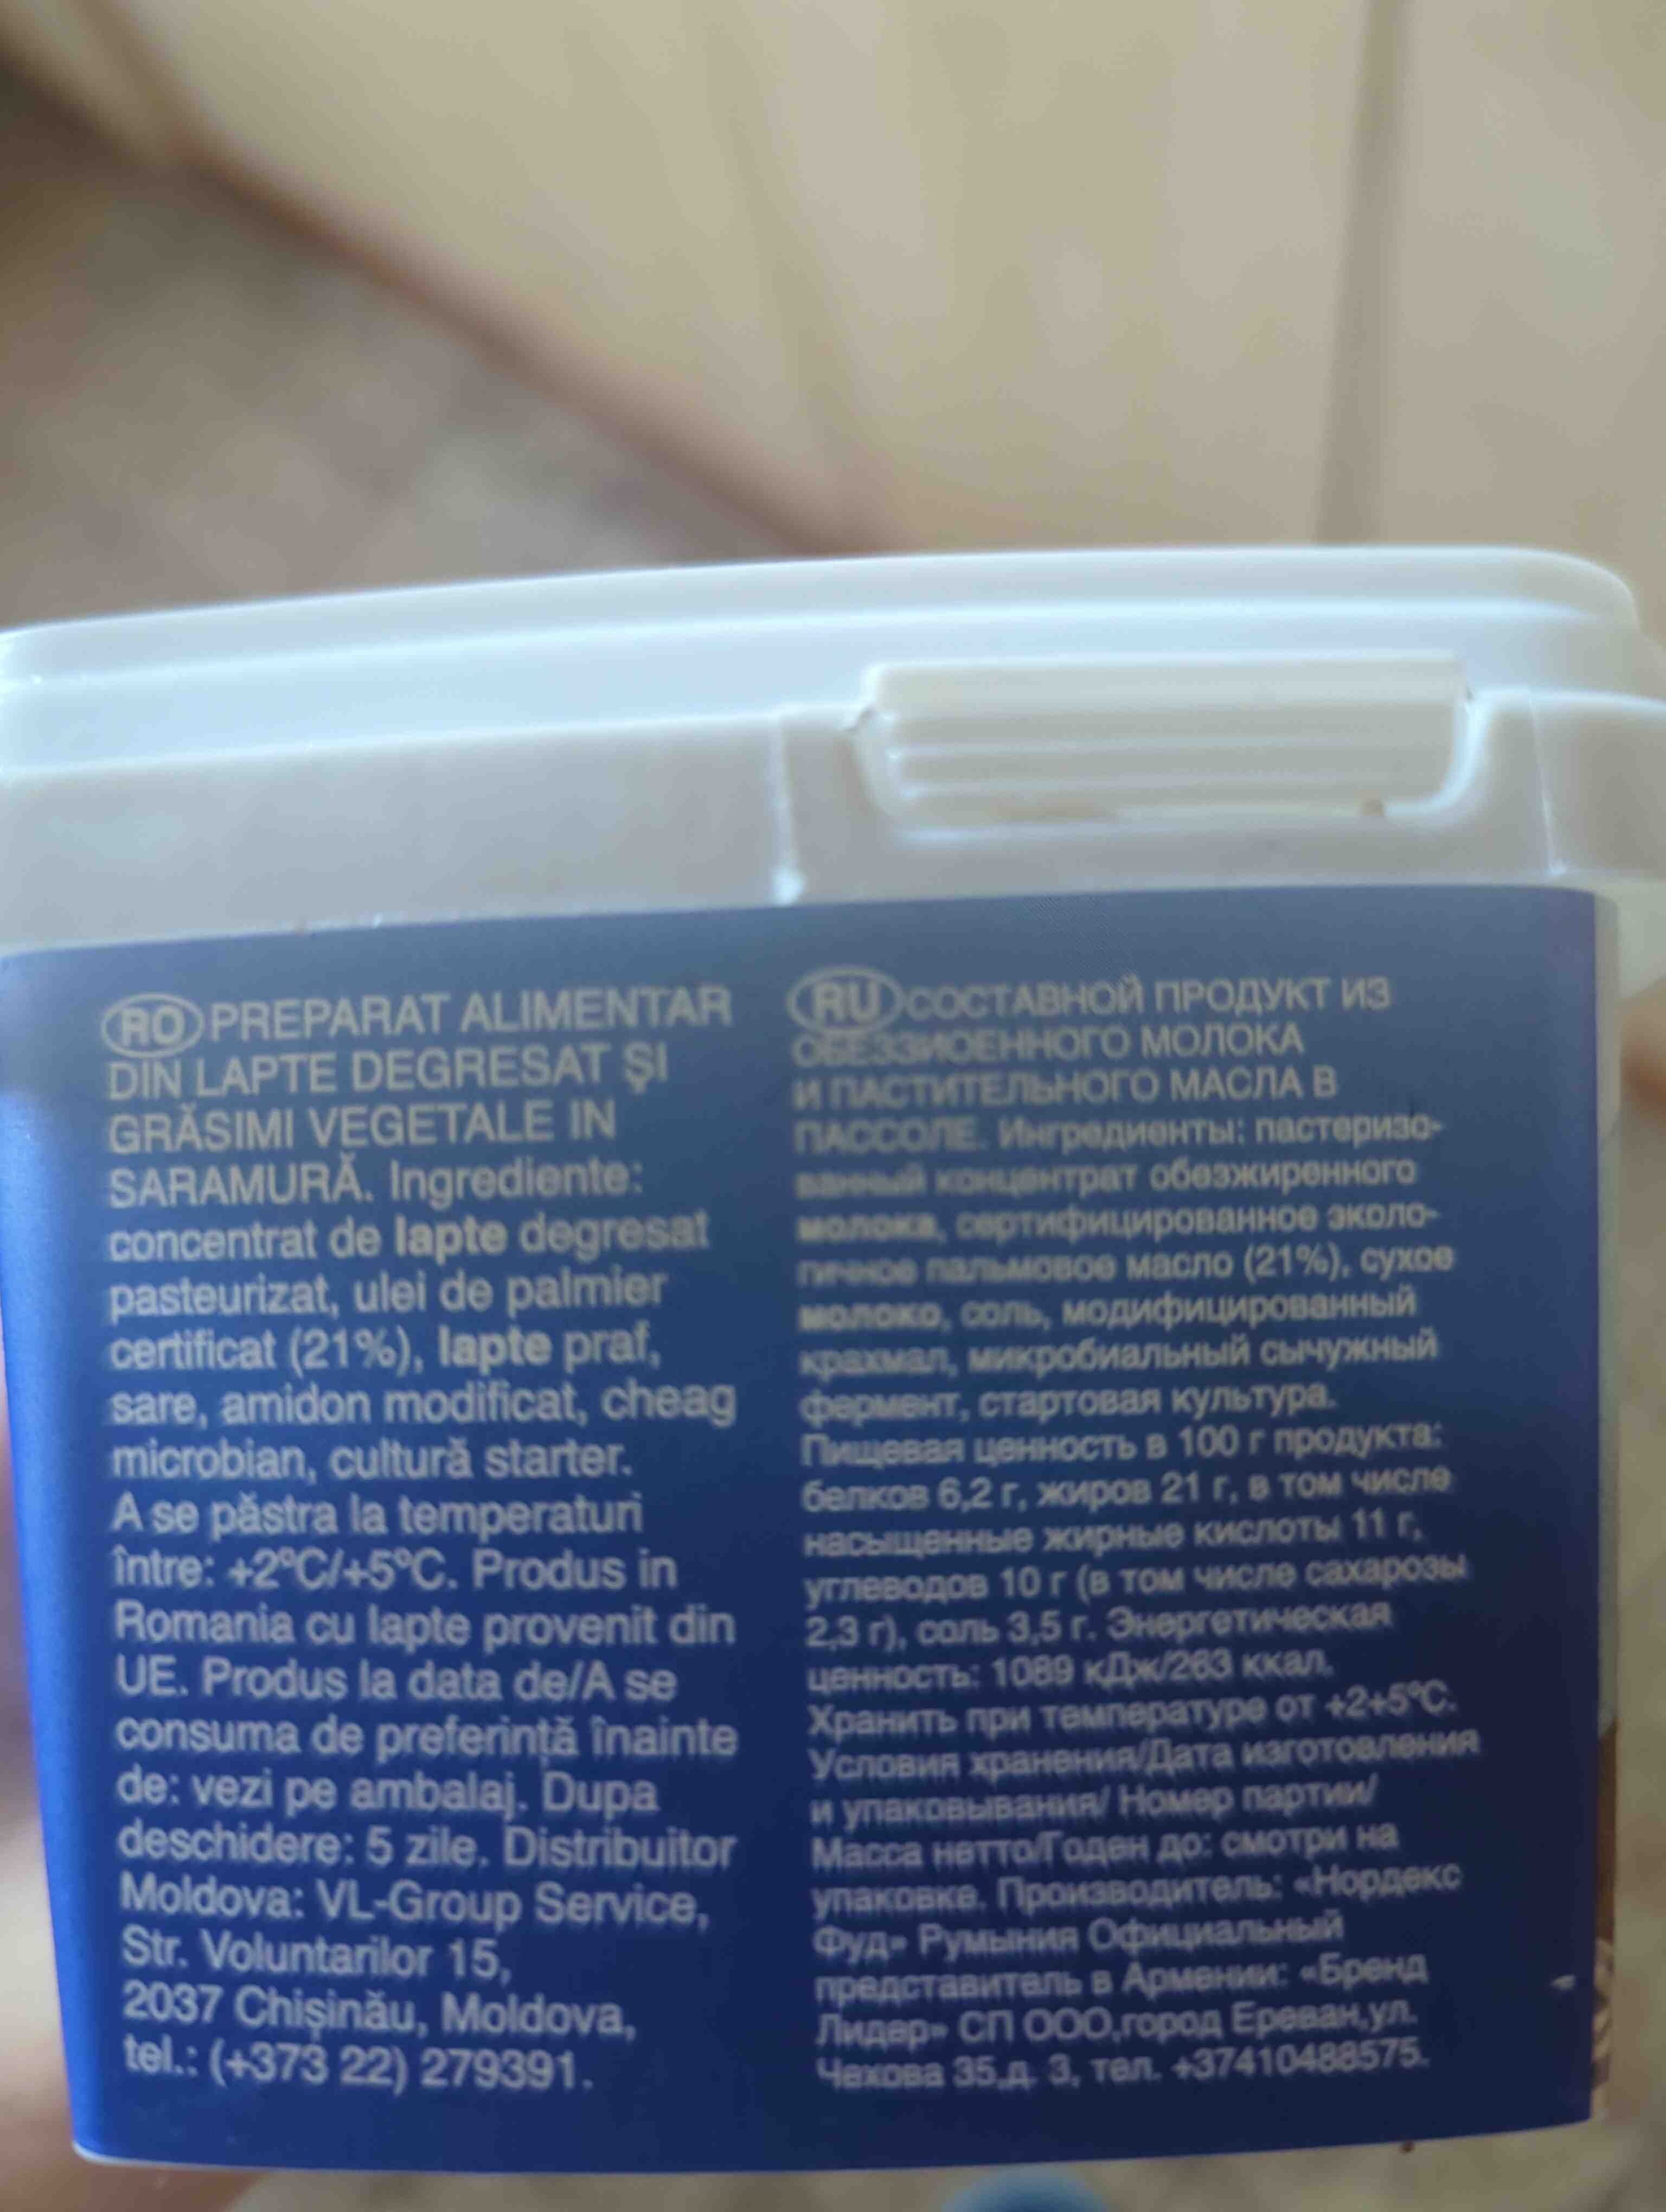 RO PREPARAT ALIMENTAR
DIN LAPTE DEGRESAT ȘI
GRĂSIMI VEGETALE IN
SARAMURĂ. Ingrediente:
concentrat de lapte degresat
pasteurizat, ulei de palmier
certificat (21%), lapte praf,
sare, amidon modificat, cheag
microbian, cultură starter.
A se păstra la temperaturi
între: +2ºC/+5ºC. Produs in
Romania cu lapte provenit din
UE. Produs la data de/A se
consuma de preferință înainte
de: vezi pe ambalaj. Dupa
deschidere: 5 zile. Distribuitor
Moldova: VL-Group Service,
Str. Voluntarilor 15,
2037 Chișinău, Moldova,
tel.: (+373 22) 279391.
RU СОСТАВНОЙ ПРОДУКТ ИЗ
ОБЕЗЗИОЕННОГО МОЛОКА
И ПАСТИТЕЛЬНОГО МАСЛА В
ПАССОЛЕ. Ингредиенты: пастеризо-
ванный концентрат обезжиренного
молока, сертифицированное эколо-
гичное пальмовое масло (21%), сухое
молоко, соль, модифицированный
крахмал, микробиальный сычужный
фермент, стартовая культура.
Пищевая ценность в 100 г продукта:
белков 6,2 г, жиров 21 г, в том числе
насыщенные жирные кислоты 11 г,
углеводов 10 г (в том числе сахарозы
2,3 г), соль 3,5 г. Энергетическая
ценность: 1089 кДж/263 ккал.
Хранить при температуре от +2+5ºC.
Условия хранения/Дата изготовления
и упаковывания/ Номер партии/
Масса нетто/Годен до: смотри на
упаковке. Производитель: «Нордекс
Фуд» Румыния Официальный
представитель в Армении: «Бренд
Лидер» СП ООО,город Ереван,ул.
Чехова 35,д. 3, тел. +37410488575.